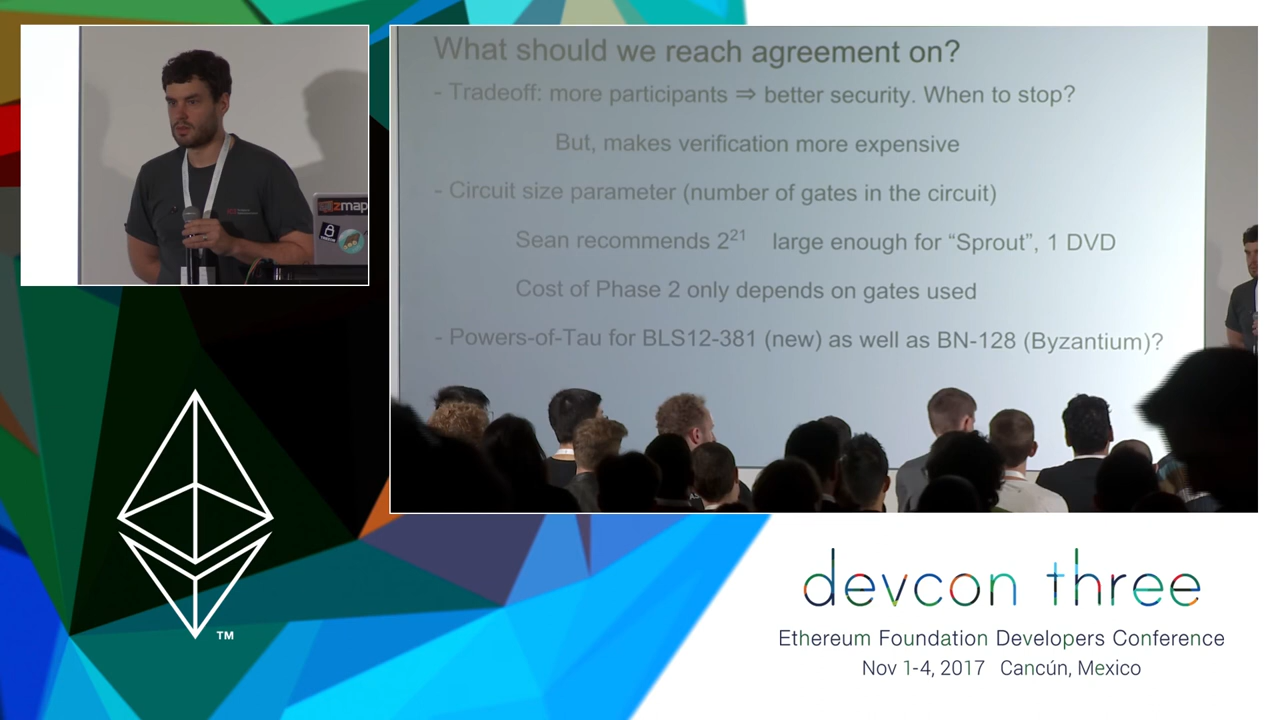 What should we reach agreement on?
- Tradeoff: more participants ⇒ better security. When to stop?
But, makes verification more expensive
- Circuit size parameter (number of gates in the circuit)
Sean recommends 2²¹ large enough for “Sprout”, 1 DVD
Cost of Phase 2 only depends on gates used
- Powers-of-Tau for BLS12-381 (new) as well as BN-128 (Byzantium)?
zmap
TM
devcon three
Ethereum Foundation Developers Conference
Nov 1-4, 2017 Cancún, Mexico